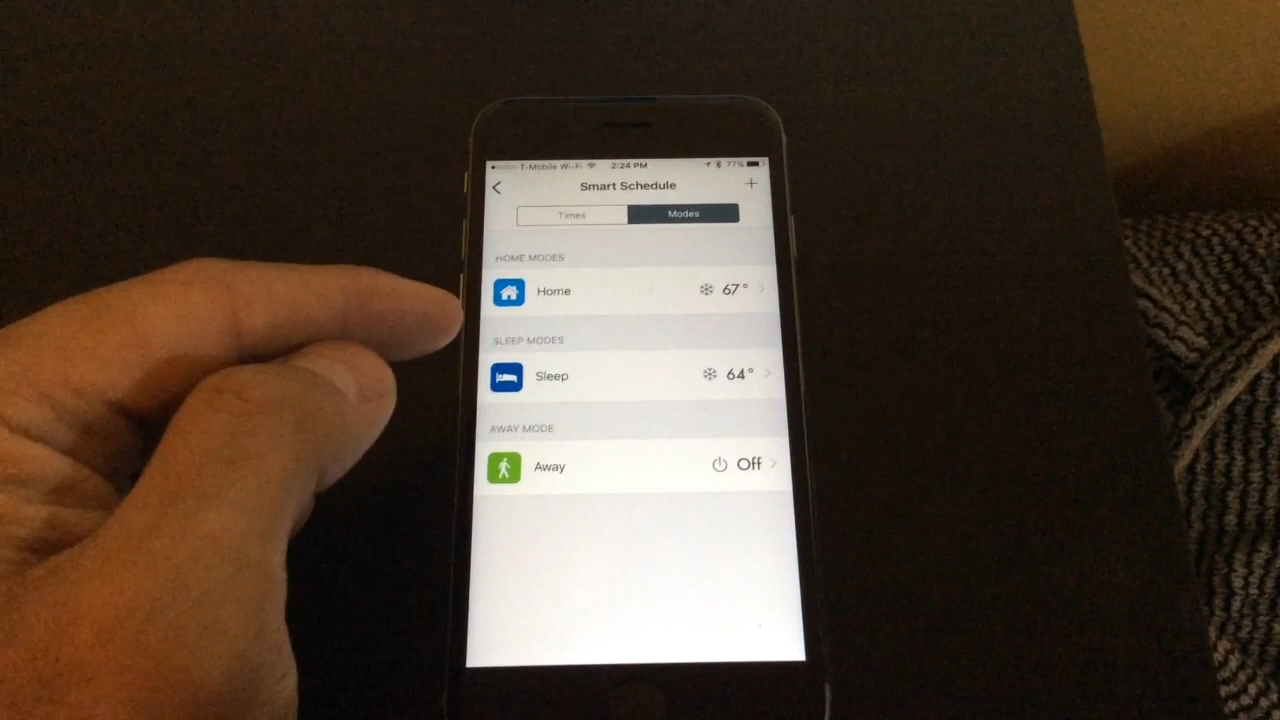 T-Mobile Wi-Fi 2:24 PM 77%
Smart Schedule +
Times Modes
HOME MODES
Home 67°
SLEEP MODES
Sleep 64°
AWAY MODE
Away Off